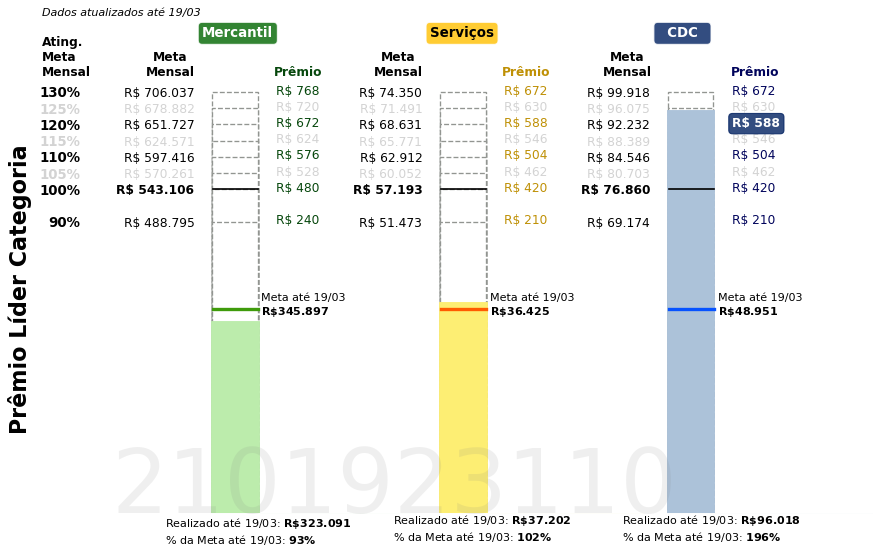 Dados atualizados até 19/03
Mercantil Serviços CDC
Ating. Meta Mensal
Meta Mensal Prêmio Meta Mensal Prêmio Meta Mensal Prêmio
130% R$ 706.037 R$ 768 R$ 74.350 R$ 672 R$ 99.918 R$ 672
125% R$ 678.882 R$ 720 R$ 71.491 R$ 630 R$ 96.075 R$ 630
120% R$ 651.727 R$ 672 R$ 68.631 R$ 588 R$ 92.232 R$ 588
115% R$ 624.571 R$ 624 R$ 65.771 R$ 546 R$ 88.389 R$ 546
110% R$ 597.416 R$ 576 R$ 62.912 R$ 504 R$ 84.546 R$ 504
105% R$ 570.261 R$ 528 R$ 60.052 R$ 462 R$ 80.703 R$ 462
100% R$ 543.106 R$ 480 R$ 57.193 R$ 420 R$ 76.860 R$ 420
90% R$ 488.795 R$ 240 R$ 51.473 R$ 210 R$ 69.174 R$ 210
Prêmio Líder Categoria
Meta até 19/03 Meta até 19/03 Meta até 19/03
R$345.897 R$36.425 R$48.951
2101923110
Realizado até 19/03: R$323.091 Realizado até 19/03: R$37.202 Realizado até 19/03: R$96.018
% da Meta até 19/03: 93% % da Meta até 19/03: 102% % da Meta até 19/03: 196%